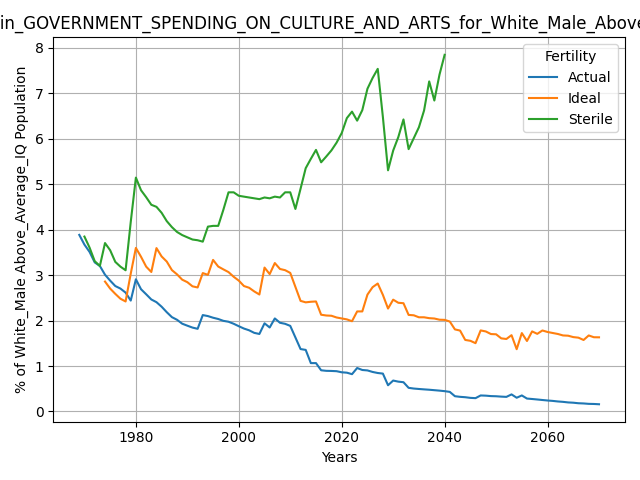 in_GOVERNMENT_SPENDING_ON_CULTURE_AND_ARTS_for_White_Male_Above
% of White_Male Above_Average_IQ Population
8
7
6
5
4
3
2
1
0
Fertility
Actual
Ideal
Sterile
1980 2000 2020 2040 2060
Years